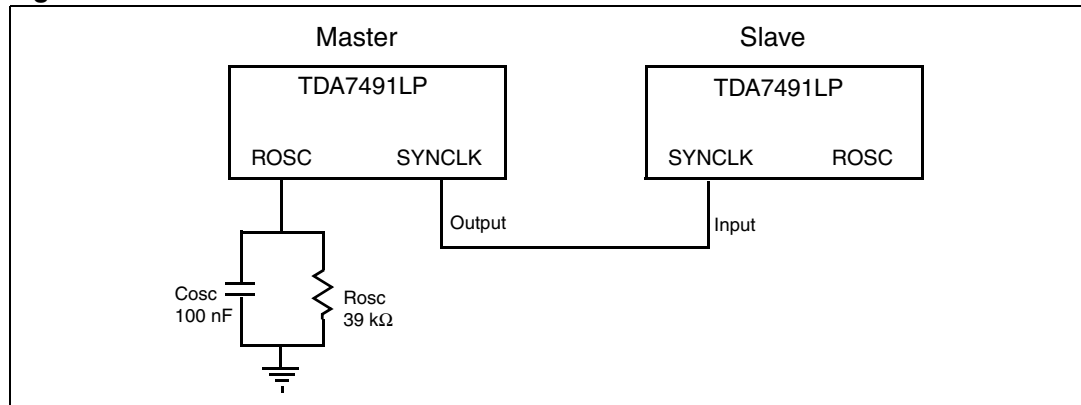 Master Slave
TDA7491LP TDA7491LP
ROSC SYNCLK SYNCLK ROSC
Output Input
Cosc
100 nF
Rosc
39 kΩ